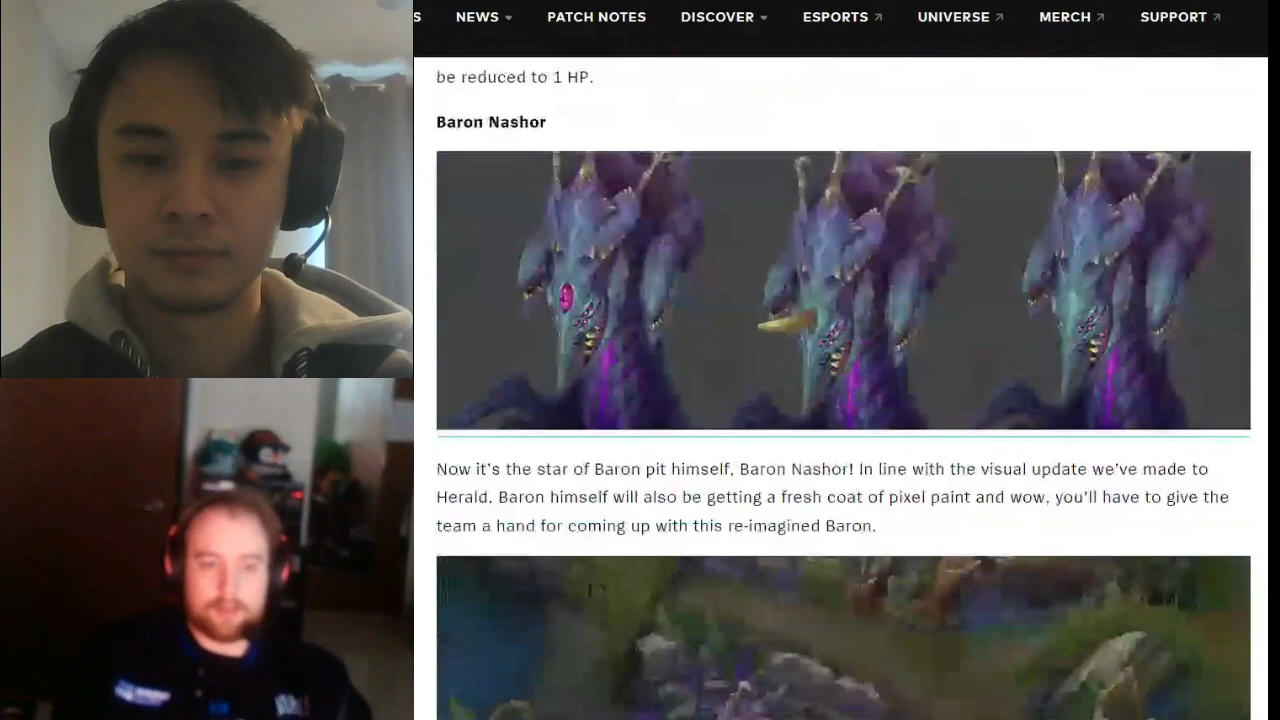 S NEWS PATCH NOTES DISCOVER ESPORTS UNIVERSE MERCH SUPPORT
be reduced to 1 HP.
Baron Nashor
Now it's the star of Baron pit himself, Baron Nashor! In line with the visual update we've made to
Herald, Baron himself will also be getting a fresh coat of pixel paint and wow, you'll have to give the
team a hand for coming up with this re-imagined Baron.